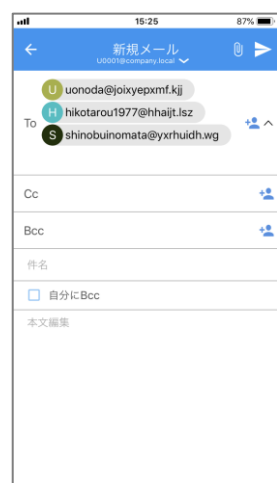 15:25
87%
新規メール
U0001@company.local
U uonoda@joixyepxmf.kjj
To
H hikotarou1977@hhaijt.lsz
S shinobuinomata@yxrhuidh.wg
Cc
Bcc
件名
自分にBcc
本文編集